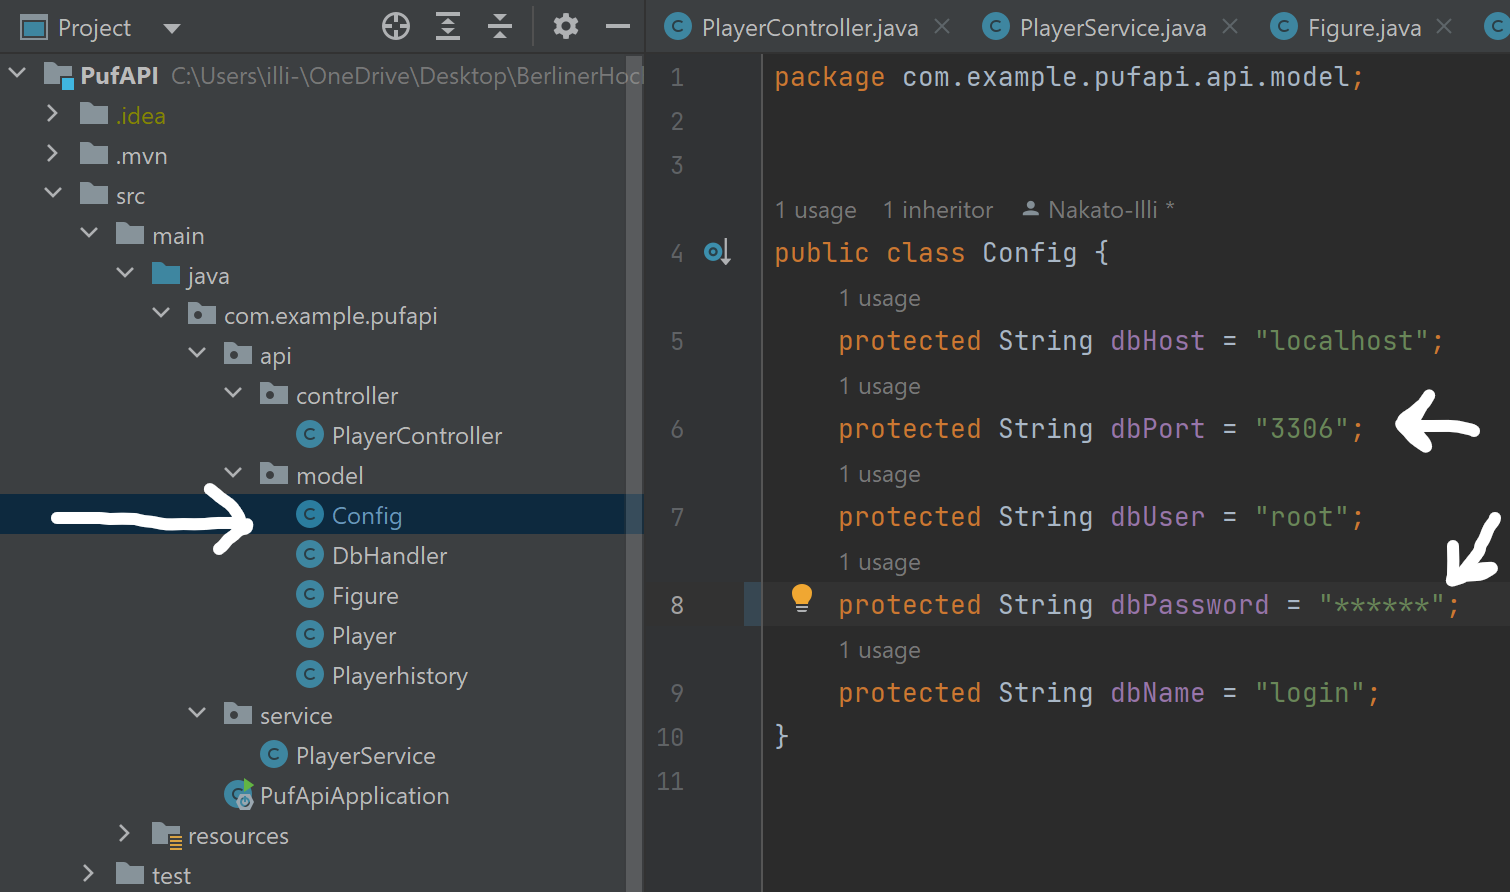 Project
PufAPI C:\Users\illi-\OneDrive\Desktop\BerlinerHoc
.idea
.mvn
src
main
java
com.example.pufapi
api
controller
PlayerController
model
Config
DbHandler
Figure
Player
Playerhistory
service
PlayerService
PufApiApplication
resources
test
PlayerController.java PlayerService.java Figure.java
1 package com.example.pufapi.api.model;
2
3
1 usage 1 inheritor Nakato-Illi *
4 public class Config {
1 usage
5 protected String dbHost = "localhost";
1 usage
6 protected String dbPort = "3306";
1 usage
7 protected String dbUser = "root";
1 usage
8 protected String dbPassword = "******";
1 usage
9 protected String dbName = "login";
10 }
11